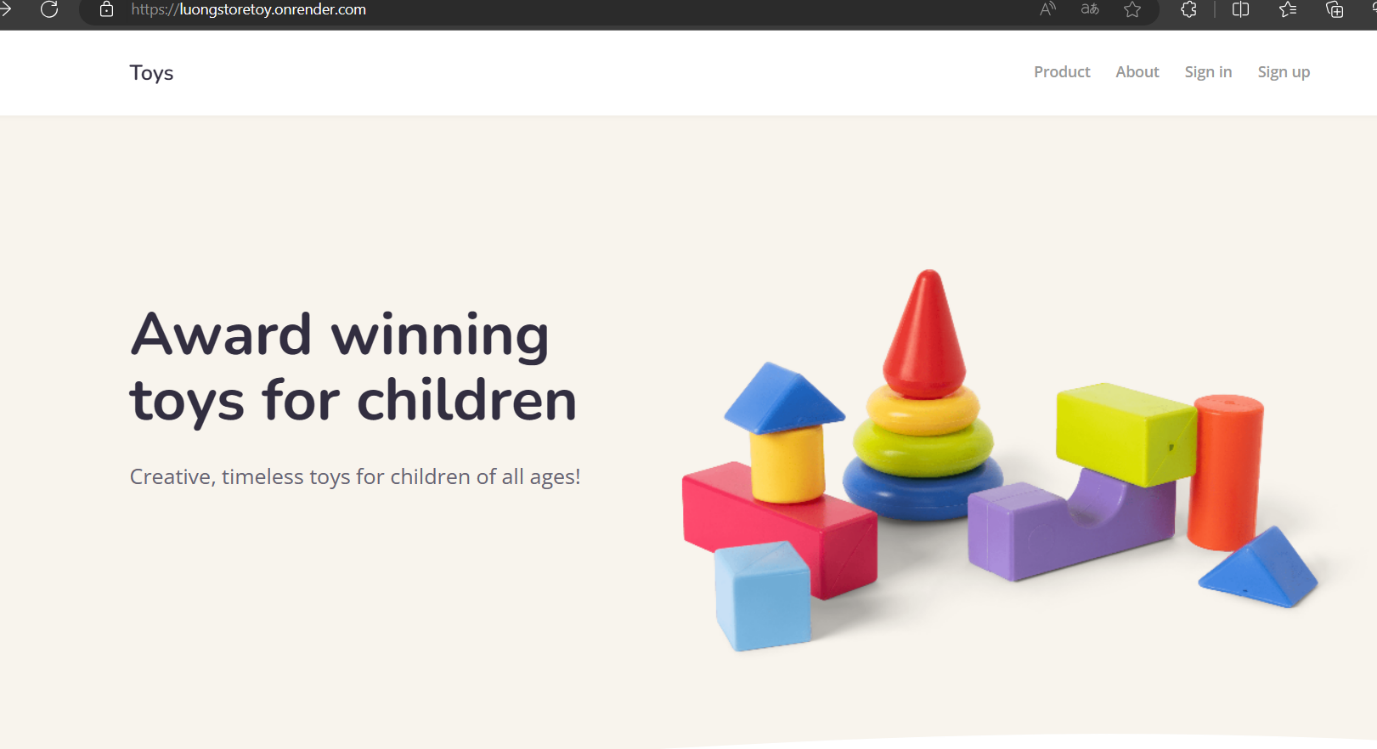 https://luongstoretoy.onrender.com
Toys
Product About Sign in Sign up
Award winning
toys for children
Creative, timeless toys for children of all ages!